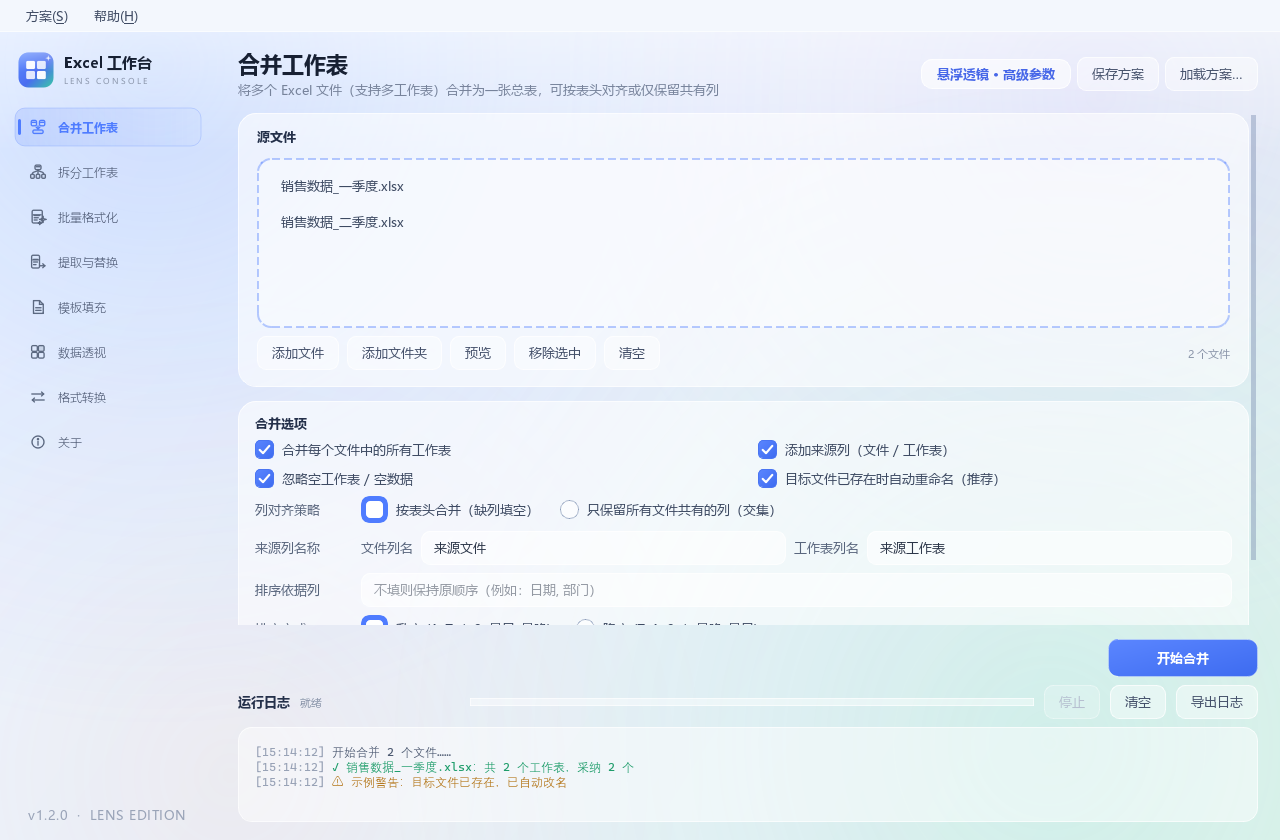 方案(S) 帮助(H)
Excel 工作台
LENS CONSOLE
合并工作表
拆分工作表
批量格式化
提取与替换
模板填充
数据透视
格式转换
关于
v1.2.0 · LENS EDITION
合并工作表
将多个 Excel 文件（支持多工作表）合并为一张总表，可按表头对齐或仅保留共有列
悬浮透镜 • 高级参数 保存方案 加载方案...
源文件
销售数据_一季度.xlsx
销售数据_二季度.xlsx
添加文件 添加文件夹 预览 移除选中 清空 2 个文件
合并选项
合并每个文件中的所有工作表 添加来源列（文件 / 工作表）
忽略空工作表 / 空数据 目标文件已存在时自动重命名（推荐）
列对齐策略 按表头合并（缺列填空） 只保留所有文件共有的列（交集）
来源列名称 文件列名 来源文件 工作表列名 来源工作表
排序依据列 不填则保持原顺序（例如：日期, 部门）
开始合并
运行日志 就绪 停止 清空 导出日志
[15:14:12] 开始合并 2 个文件……
[15:14:12] ✓ 销售数据_一季度.xlsx：共 2 个工作表，采纳 2 个
[15:14:12] ⚠ 示例警告：目标文件已存在，已自动改名